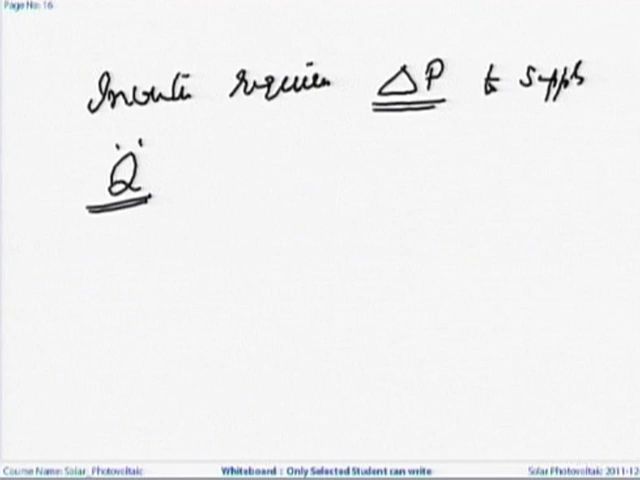 Page No: 16
Inverter requires ΔP to supply
Q
Course Name: Solar_Photovoltaic Whiteboard : Only Selected Student can write Solar Photovoltaic 2011-12